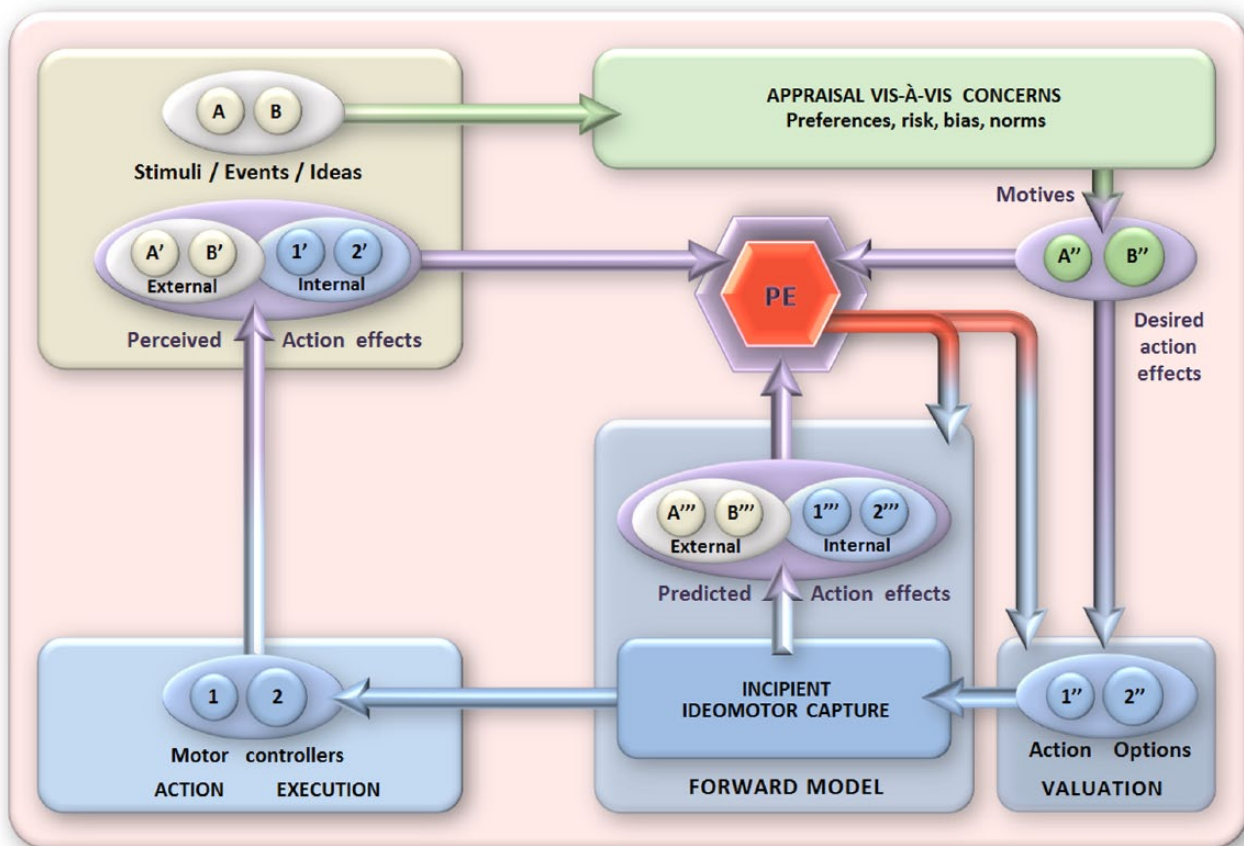 A B
Stimuli / Events / Ideas
APPRAISAL VIS-À-VIS CONCERNS
Preferences, risk, bias, norms
Motives
A' B' 1' 2'
External Internal
Perceived Action effects
PE
A'' B''
Desired
action
effects
A''' B''' 1''' 2'''
External Internal
Predicted Action effects
1 2
Motor controllers
ACTION EXECUTION
INCIPIENT
IDEOMOTOR CAPTURE
FORWARD MODEL
1'' 2''
Action Options
VALUATION